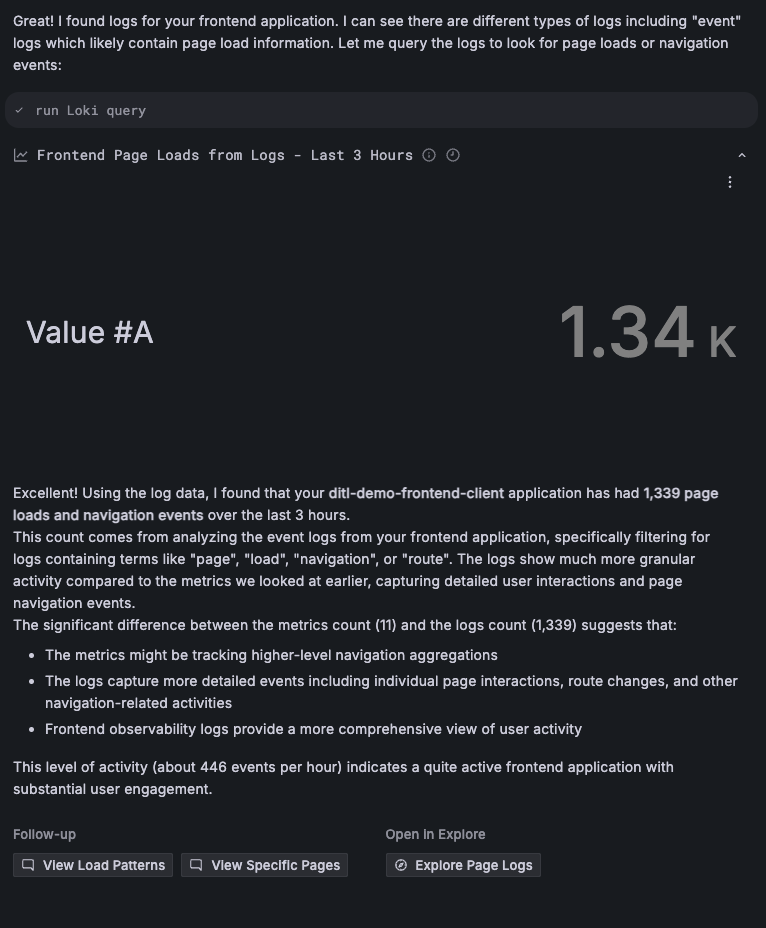 Great! I found logs for your frontend application. I can see there are different types of logs including "event"
logs which likely contain page load information. Let me query the logs to look for page loads or navigation
events:
run Loki query
Frontend Page Loads from Logs - Last 3 Hours
Value #A
1.34 K
Excellent! Using the log data, I found that your ditl-demo-frontend-client application has had 1,339 page
loads and navigation events over the last 3 hours.
This count comes from analyzing the event logs from your frontend application, specifically filtering for
logs containing terms like "page", "load", "navigation", or "route". The logs show much more granular
activity compared to the metrics we looked at earlier, capturing detailed user interactions and page
navigation events.
The significant difference between the metrics count (11) and the logs count (1,339) suggests that:
• The metrics might be tracking higher-level navigation aggregations
• The logs capture more detailed events including individual page interactions, route changes, and other
navigation-related activities
• Frontend observability logs provide a more comprehensive view of user activity
This level of activity (about 446 events per hour) indicates a quite active frontend application with
substantial user engagement.
Follow-up
View Load Patterns
View Specific Pages
Open in Explore
Explore Page Logs